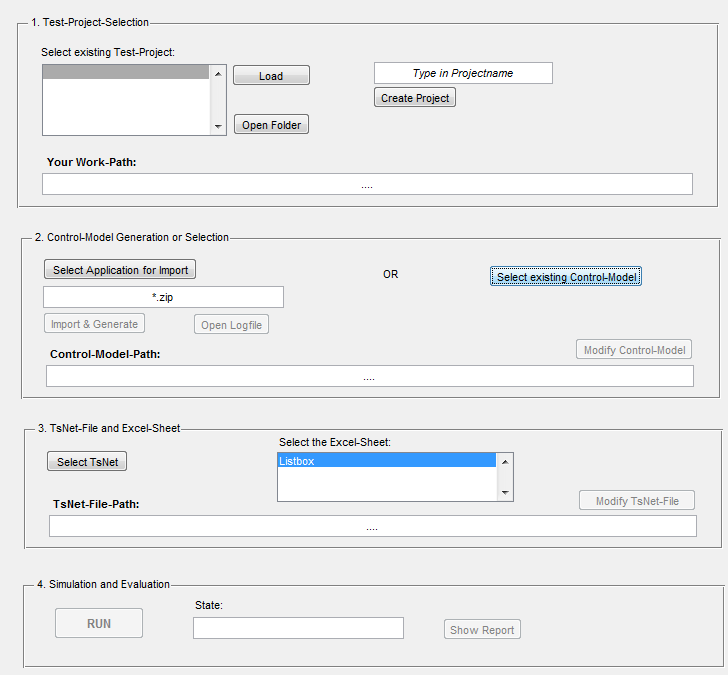 1. Test-Project-Selection
Select existing Test-Project:
Load
Type in Projectname
Create Project
Open Folder
Your Work-Path:
....
2. Control-Model Generation or Selection
Select Application for Import
OR
Select existing Control-Model
*.zip
Import & Generate
Open Logfile
Control-Model-Path:
Modify Control-Model
....
3. TsNet-File and Excel-Sheet
Select the Excel-Sheet:
Select TsNet
Listbox
TsNet-File-Path:
Modify TsNet-File
....
4. Simulation and Evaluation
State:
RUN
Show Report